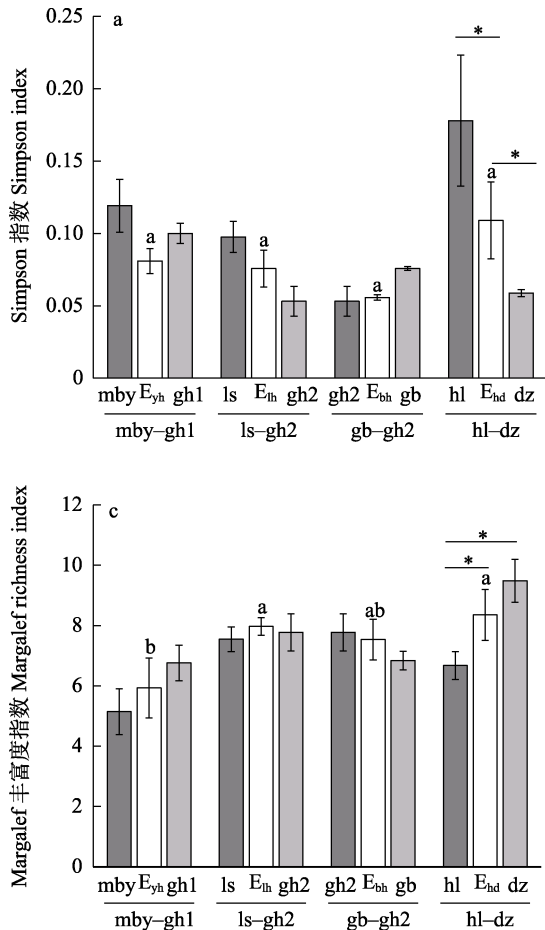 a
Simpson 指数 Simpson index
0.25
0.20
0.15
0.10
0.05
0
a a a a
* *
mby Eyh gh1 ls Elh gh2 gh2 Ebh gb hl Ehd dz
mby–gh1 ls–gh2 gb–gh2 hl–dz
c
Margalef 丰富度指数 Margalef richness index
12
10
8
6
4
2
0
b a ab a
* *
mby Eyh gh1 ls Elh gh2 gh2 Ebh gb hl Ehd dz
mby–gh1 ls–gh2 gb–gh2 hl–dz